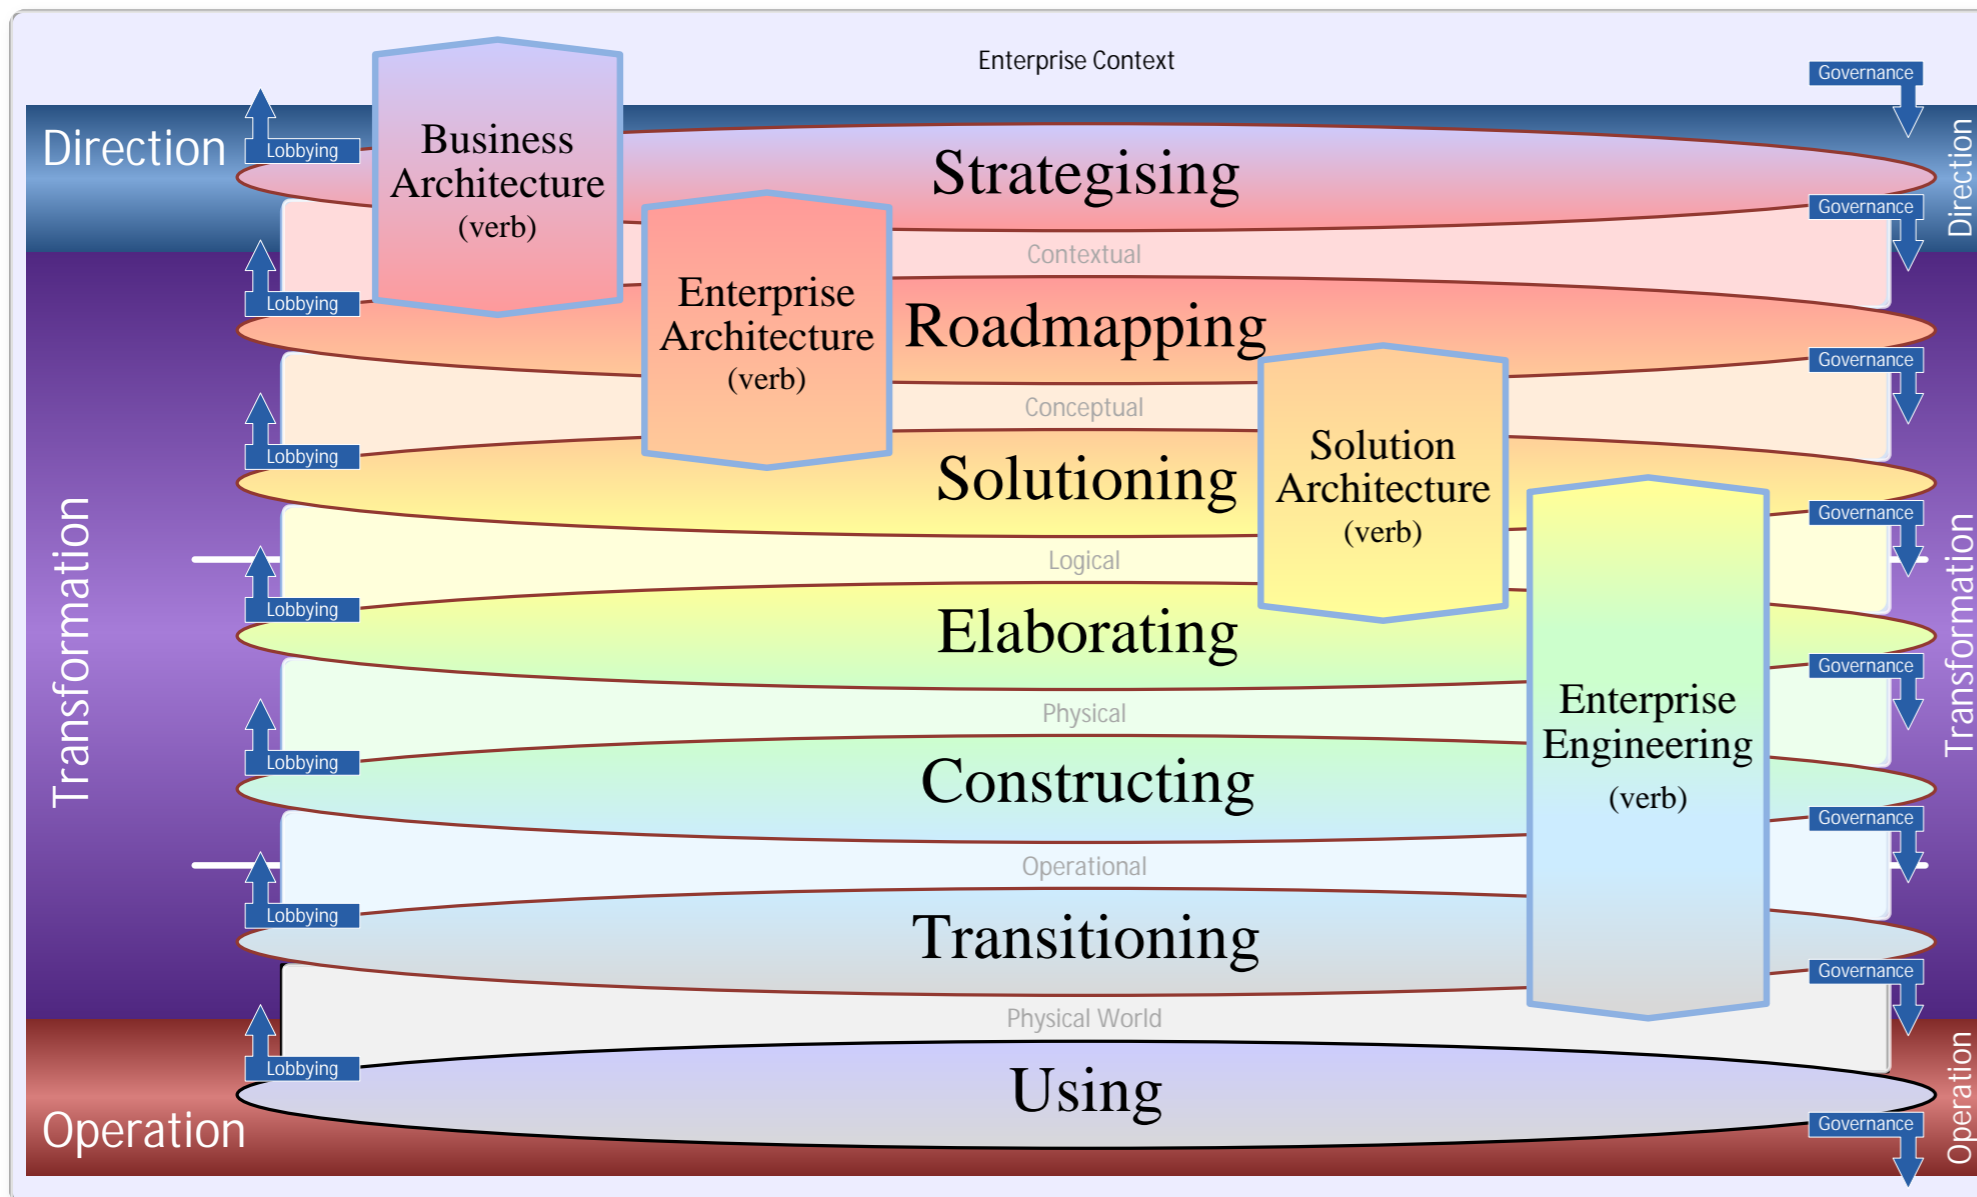 Enterprise Context
Governance
Direction
Lobbying
Business
Architecture
(verb)
Strategising
Direction
Governance
Contextual
Lobbying
Enterprise
Architecture
(verb)
Roadmapping
Governance
Conceptual
Lobbying
Solutioning
Solution
Architecture
(verb)
Governance
Logical
Lobbying
Elaborating
Governance
Transformation
Transformation
Physical
Lobbying
Constructing
Enterprise
Engineering
(verb)
Governance
Operational
Lobbying
Transitioning
Governance
Physical World
Lobbying
Using
Operation
Operation
Governance